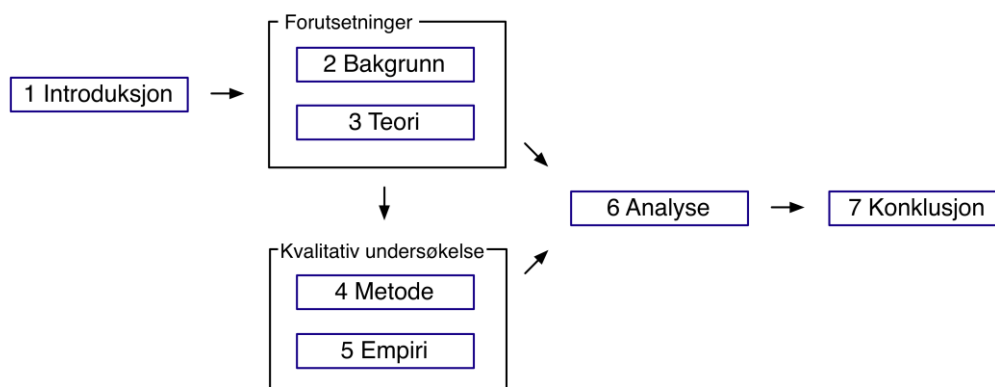 Forutsetninger
2 Bakgrunn
1 Introduksjon
3 Teori
6 Analyse
7 Konklusjon
Kvalitativ undersøkelse
4 Metode
5 Empiri